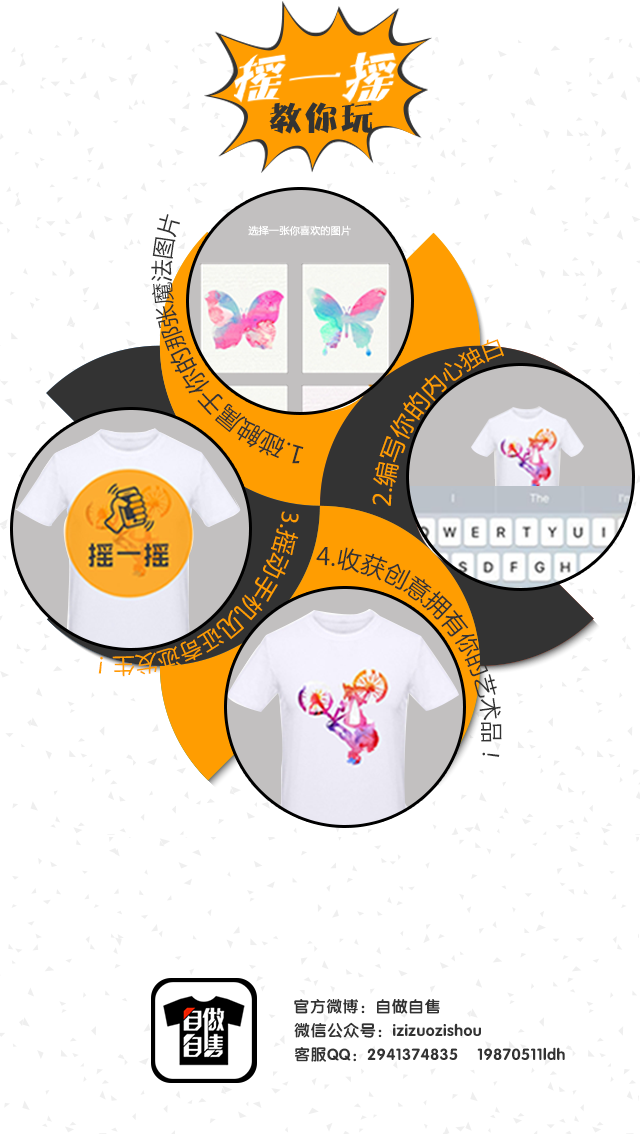 摇一摇
教你玩
选择一张你喜欢的图片
1.碰触属于你的那张魔法图片
2.编写你的内心独白
I The I'm
Q W E R T Y U I
S D F G H
摇一摇
3.摇动手机见证奇迹发生！
4.收获创意拥有你的艺术品！
自做
自售
官方微博：自做自售
微信公众号：izizuozishou
客服QQ：2941374835 19870511ldh